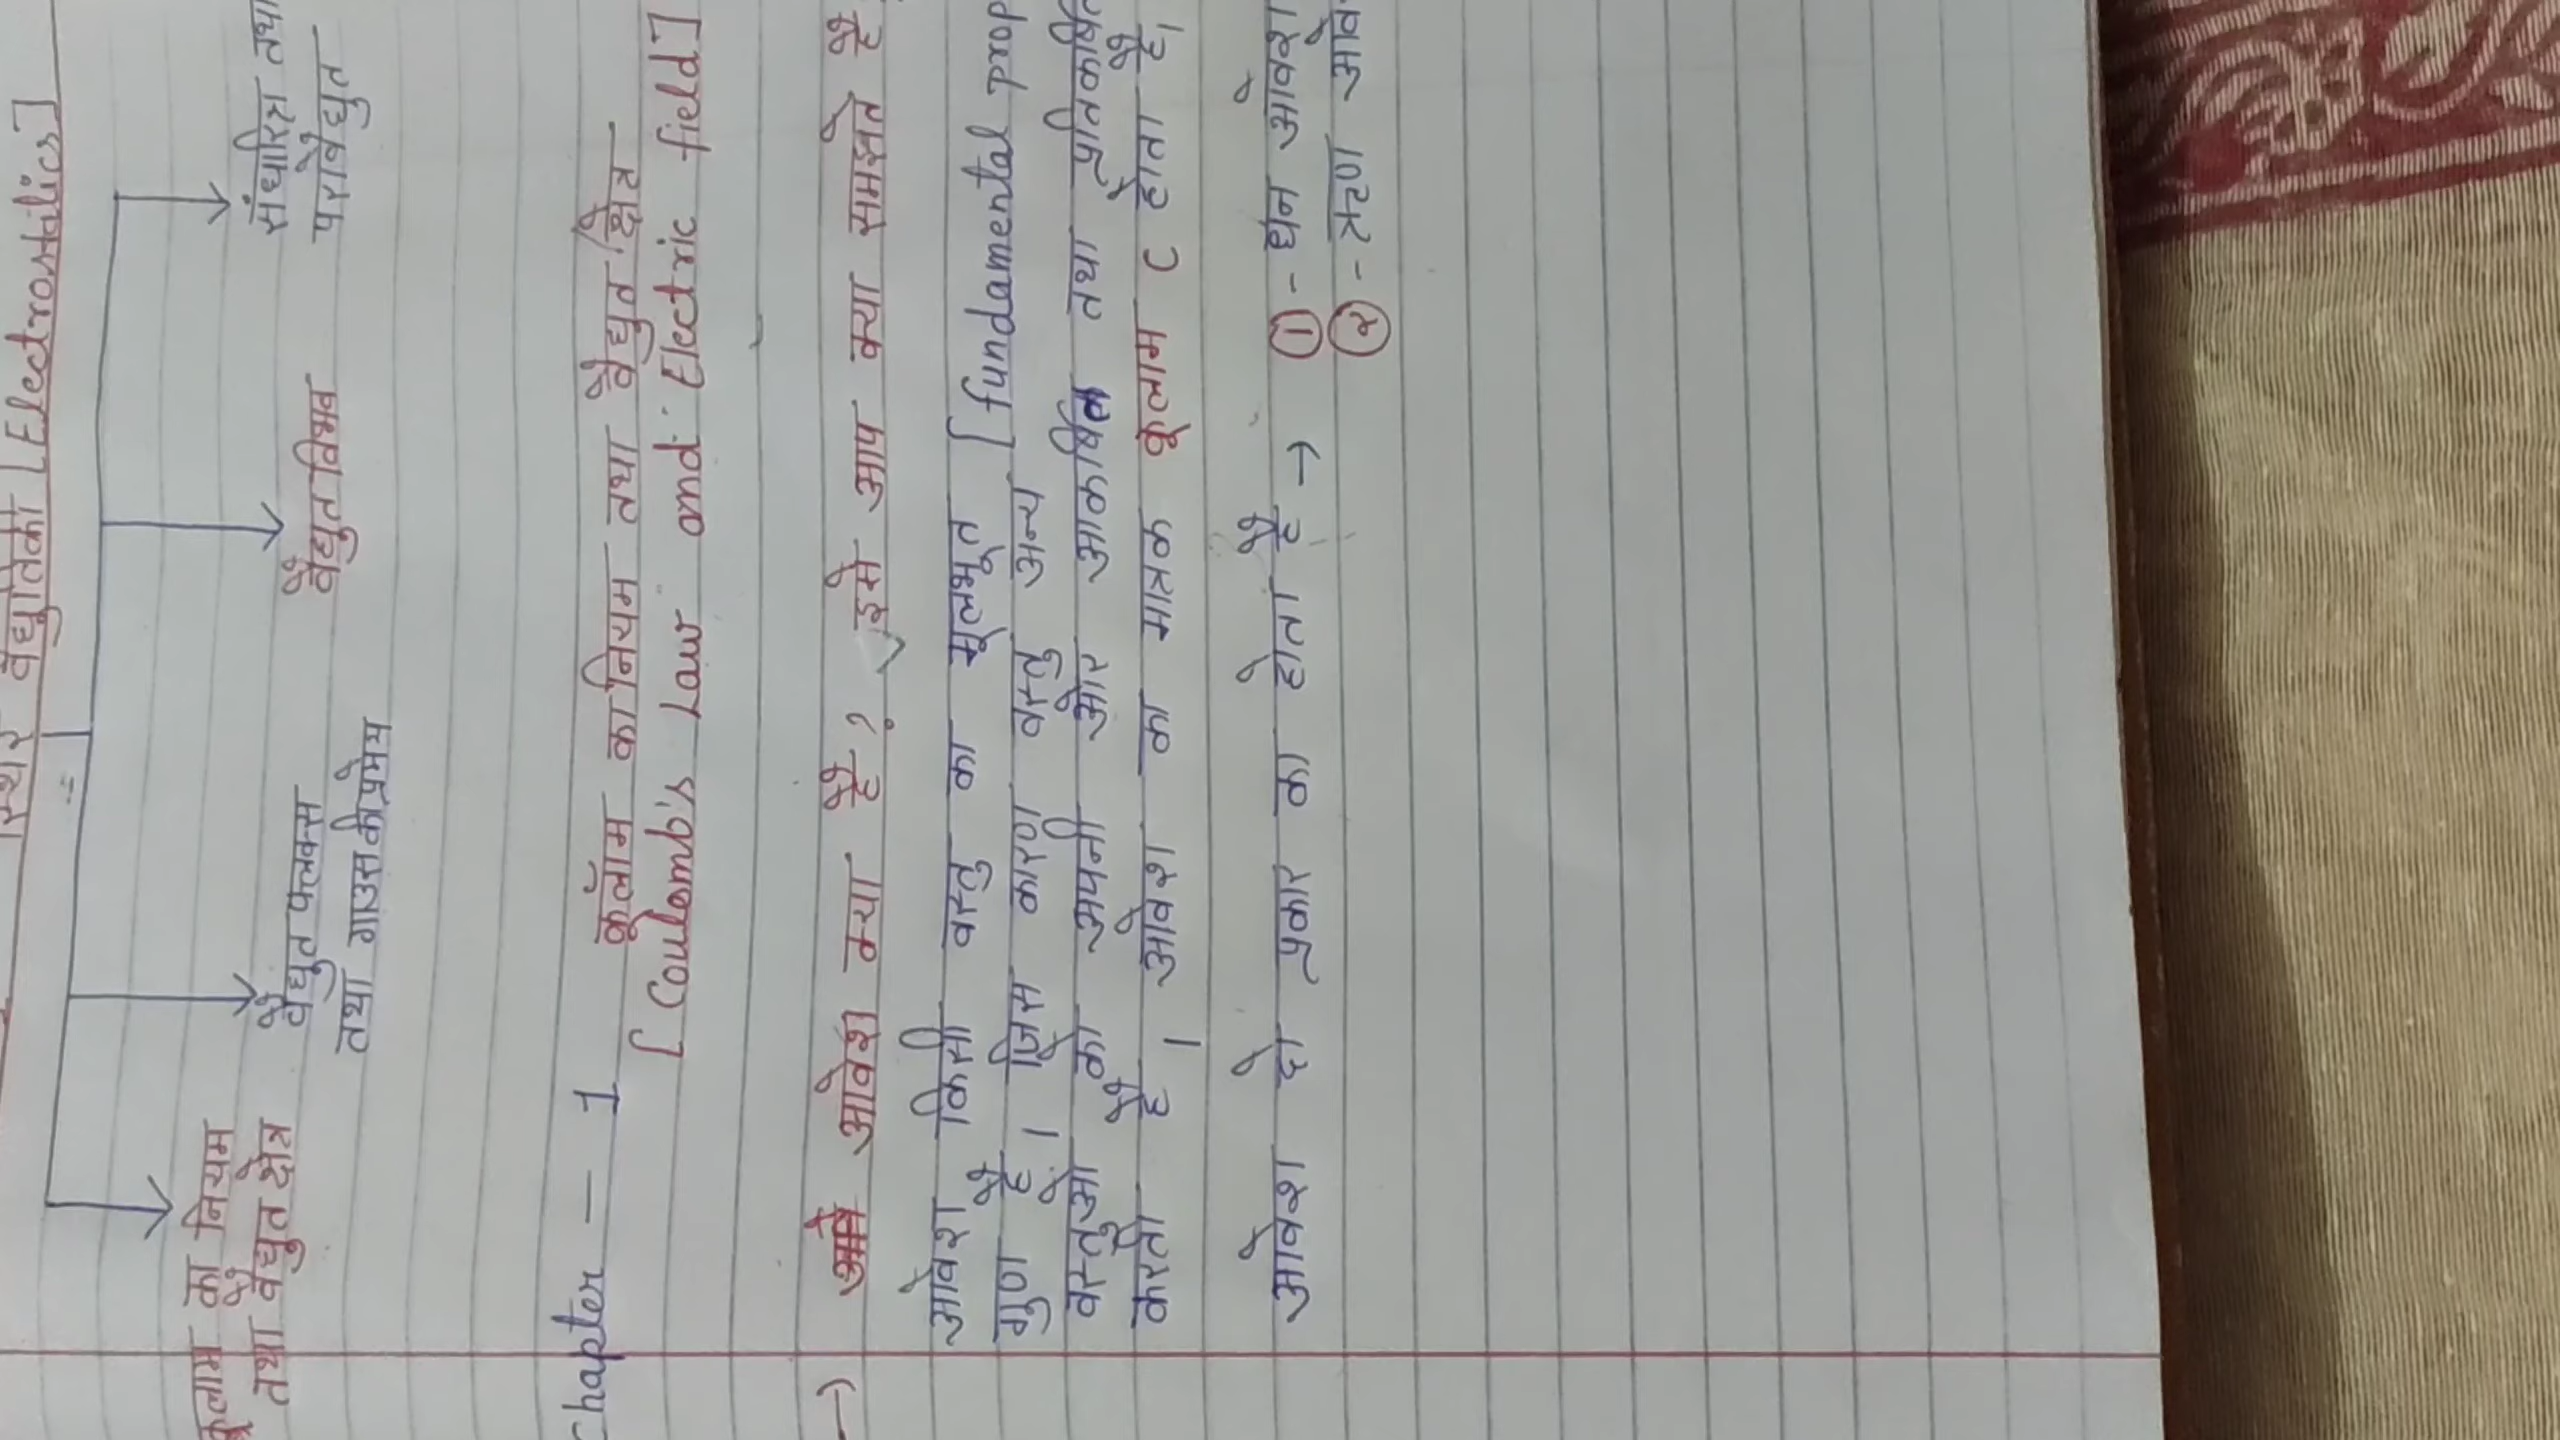 स्थिर वैद्युतिकी [Electrostatics]
कूलाम का नियम
तथा वैद्युत क्षेत्र
वैद्युत फ्लक्स
तथा गाउस की प्रमेय
वैद्युत विभव
संधारित्र तथा
परावैद्युत
Chapter - 1 कूलॉम का नियम तथा वैद्युत क्षेत्र
[Coulomb's Law and Electric field]
→ आवेश क्या है? इसे आप क्या समझते है
आवेश किसी वस्तु का मूलभूत [fundamental prop
गुण है। जिस कारण वस्तु अन्य
वस्तुओं को अपनी ओर आकर्षित तथा प्रतिकर्षित
करती है। आवेश का मात्रक कूलाम C होता है।
आवेश दो प्रकार का होता है → ① - धन आवेश
② - ऋण आवे